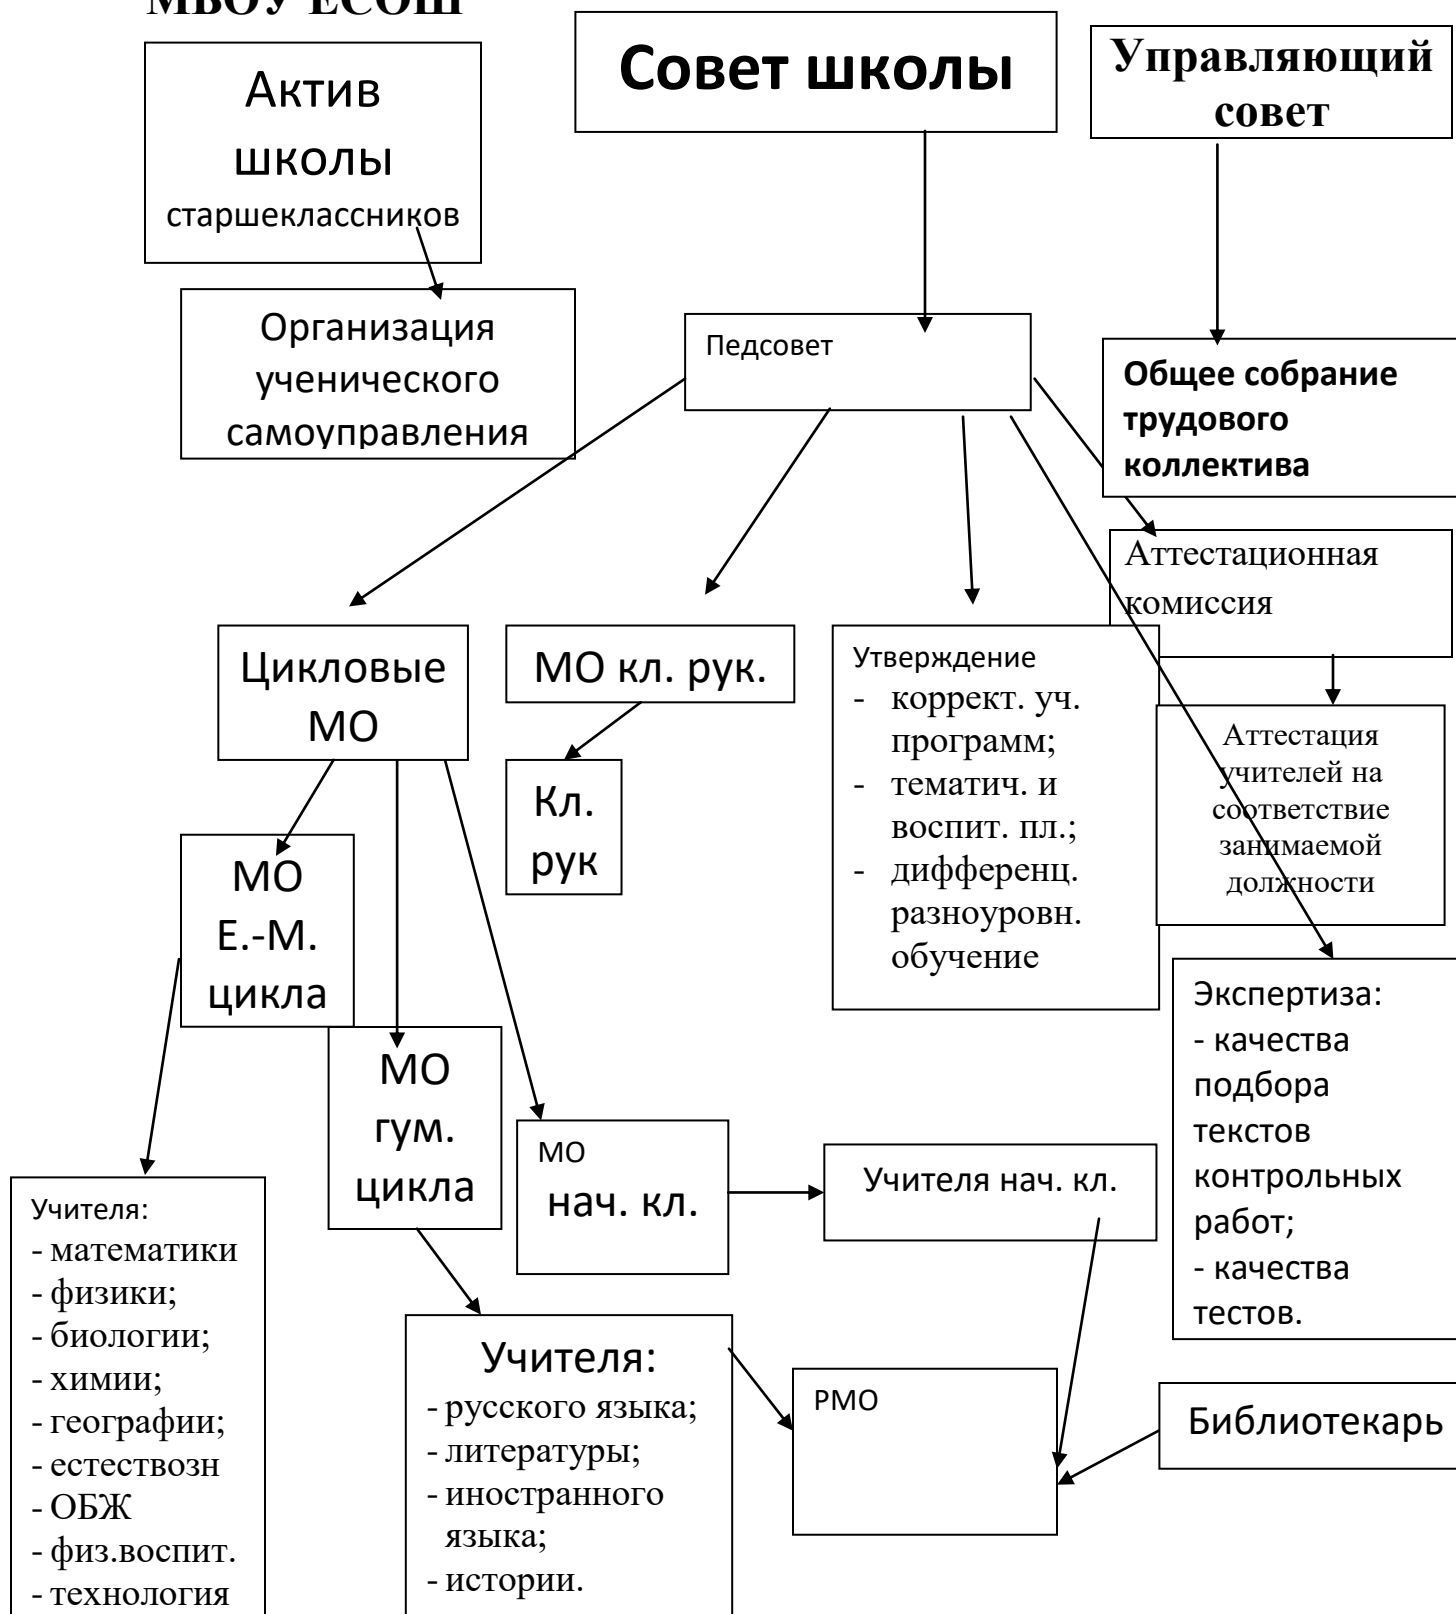 МБОУ ЕСОШ
Актив
школы
старшеклассников
Совет школы
Управляющий
совет
Организация
ученического
самоуправления
Педсовет
Общее собрание
трудового
коллектива
Аттестационная
комиссия
Цикловые
МО
МО кл. рук.
Утверждение
- коррект. уч.
программ;
- тематич. и
воспит. пл.;
- дифференц.
разноуровн.
обучение
Аттестация
учителей на
соответствие
занимаемой
должности
Кл.
рук
МО
Е.-М.
цикла
МО
гум.
цикла
МО
нач. кл.
Учителя нач. кл.
Экспертиза:
- качества
подбора
текстов
контрольных
работ;
- качества
тестов.
Учителя:
- математики
- физики;
- биологии;
- химии;
- географии;
- естествозн
- ОБЖ
- физ.воспит.
- технология
Учителя:
- русского языка;
- литературы;
- иностранного
языка;
- истории.
РМО
Библиотекарь